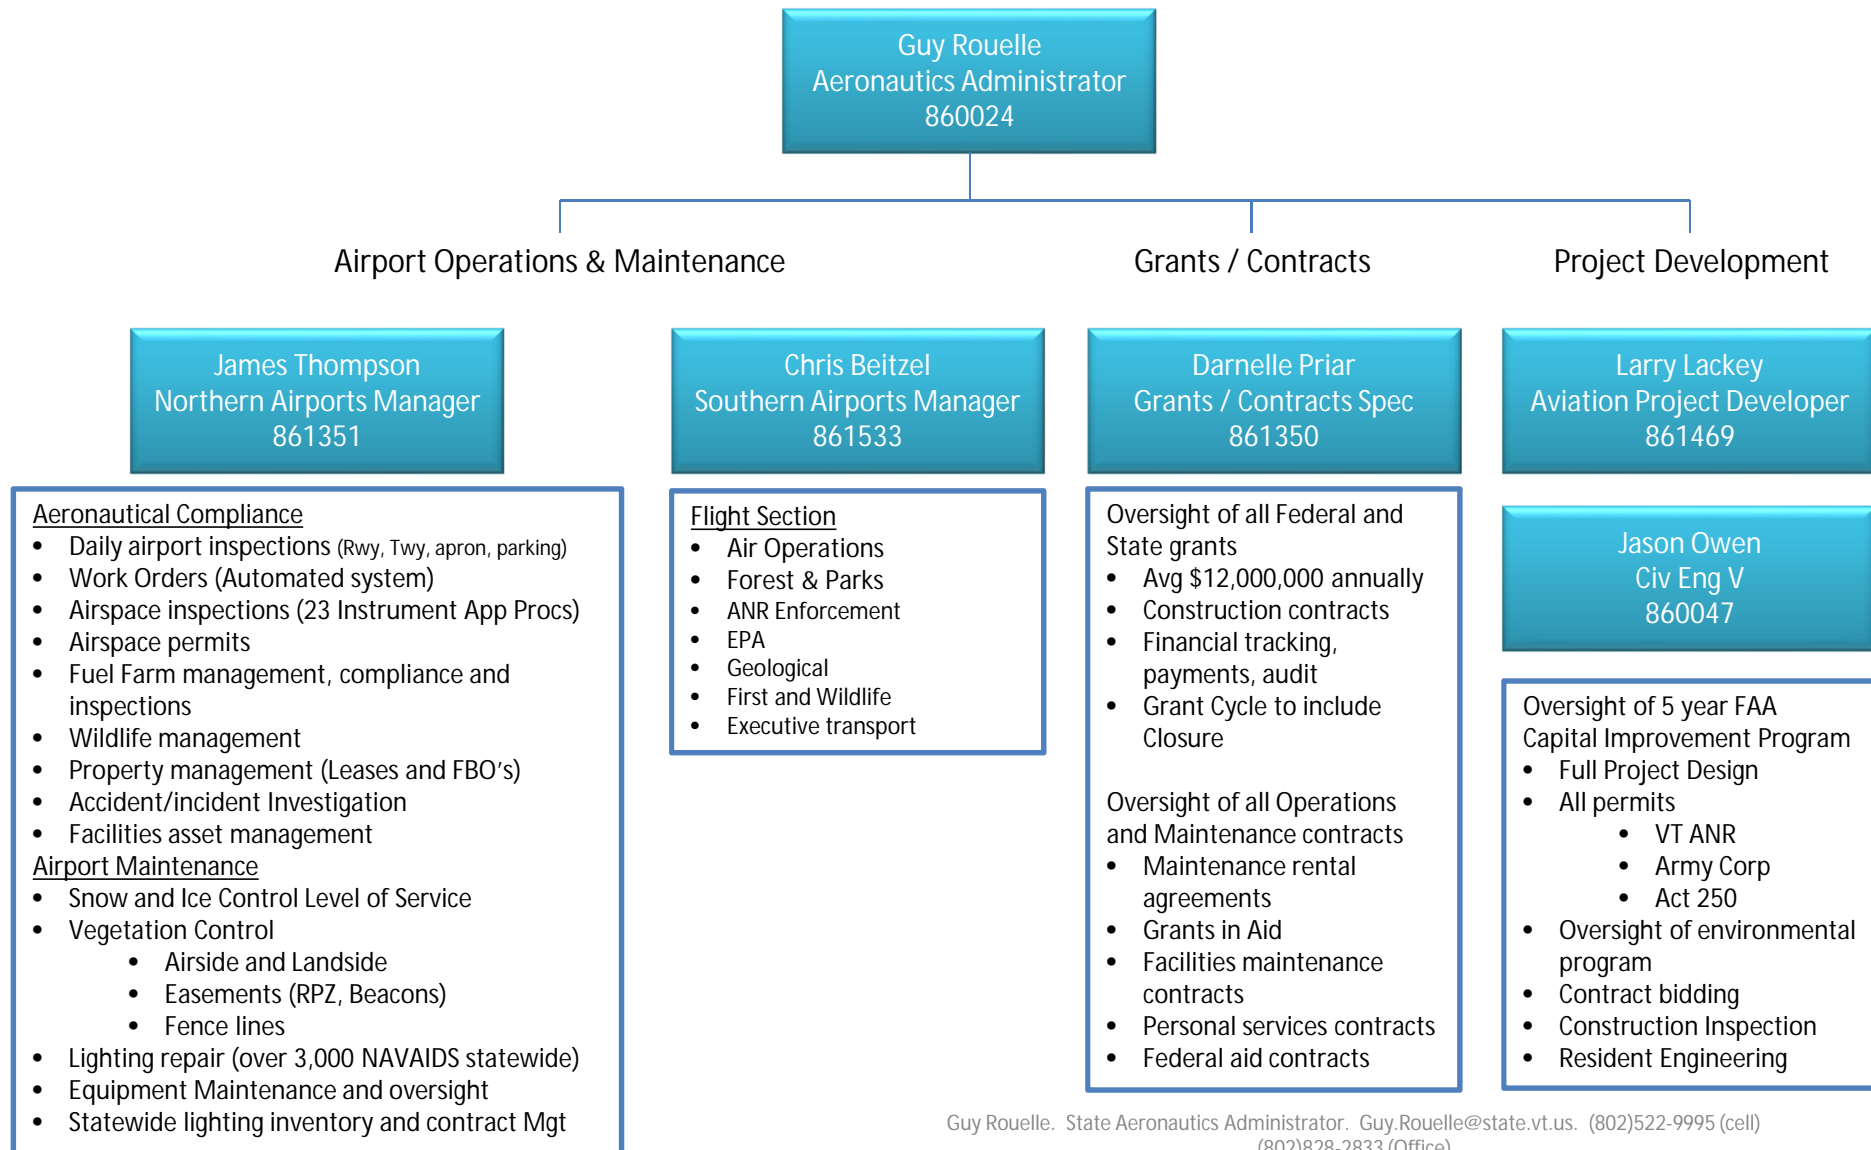 Guy Rouelle
Aeronautics Administrator
860024
Airport Operations & Maintenance
Grants / Contracts
Project Development
James Thompson
Northern Airports Manager
861351
Chris Beitzel
Southern Airports Manager
861533
Darnelle Priar
Grants / Contracts Spec
861350
Larry Lackey
Aviation Project Developer
861469
Jason Owen
Civ Eng V
860047
Aeronautical Compliance
• Daily airport inspections (Rwy, Twy, apron, parking)
• Work Orders (Automated system)
• Airspace inspections (23 Instrument App Procs)
• Airspace permits
• Fuel Farm management, compliance and
inspections
• Wildlife management
• Property management (Leases and FBO's)
• Accident/incident Investigation
• Facilities asset management
Airport Maintenance
• Snow and Ice Control Level of Service
• Vegetation Control
• Airside and Landside
• Easements (RPZ, Beacons)
• Fence lines
• Lighting repair (over 3,000 NAVAIDS statewide)
• Equipment Maintenance and oversight
• Statewide lighting inventory and contract Mgt
Flight Section
• Air Operations
• Forest & Parks
• ANR Enforcement
• EPA
• Geological
• First and Wildlife
• Executive transport
Oversight of all Federal and
State grants
• Avg $12,000,000 annually
• Construction contracts
• Financial tracking,
payments, audit
• Grant Cycle to include
Closure
Oversight of all Operations
and Maintenance contracts
• Maintenance rental
agreements
• Grants in Aid
• Facilities maintenance
contracts
• Personal services contracts
• Federal aid contracts
Oversight of 5 year FAA
Capital Improvement Program
• Full Project Design
• All permits
• VT ANR
• Army Corp
• Act 250
• Oversight of environmental
program
• Contract bidding
• Construction Inspection
• Resident Engineering
Guy Rouelle. State Aeronautics Administrator. Guy.Rouelle@state.vt.us. (802)522-9995 (cell)
(802)828-2833 (Office)